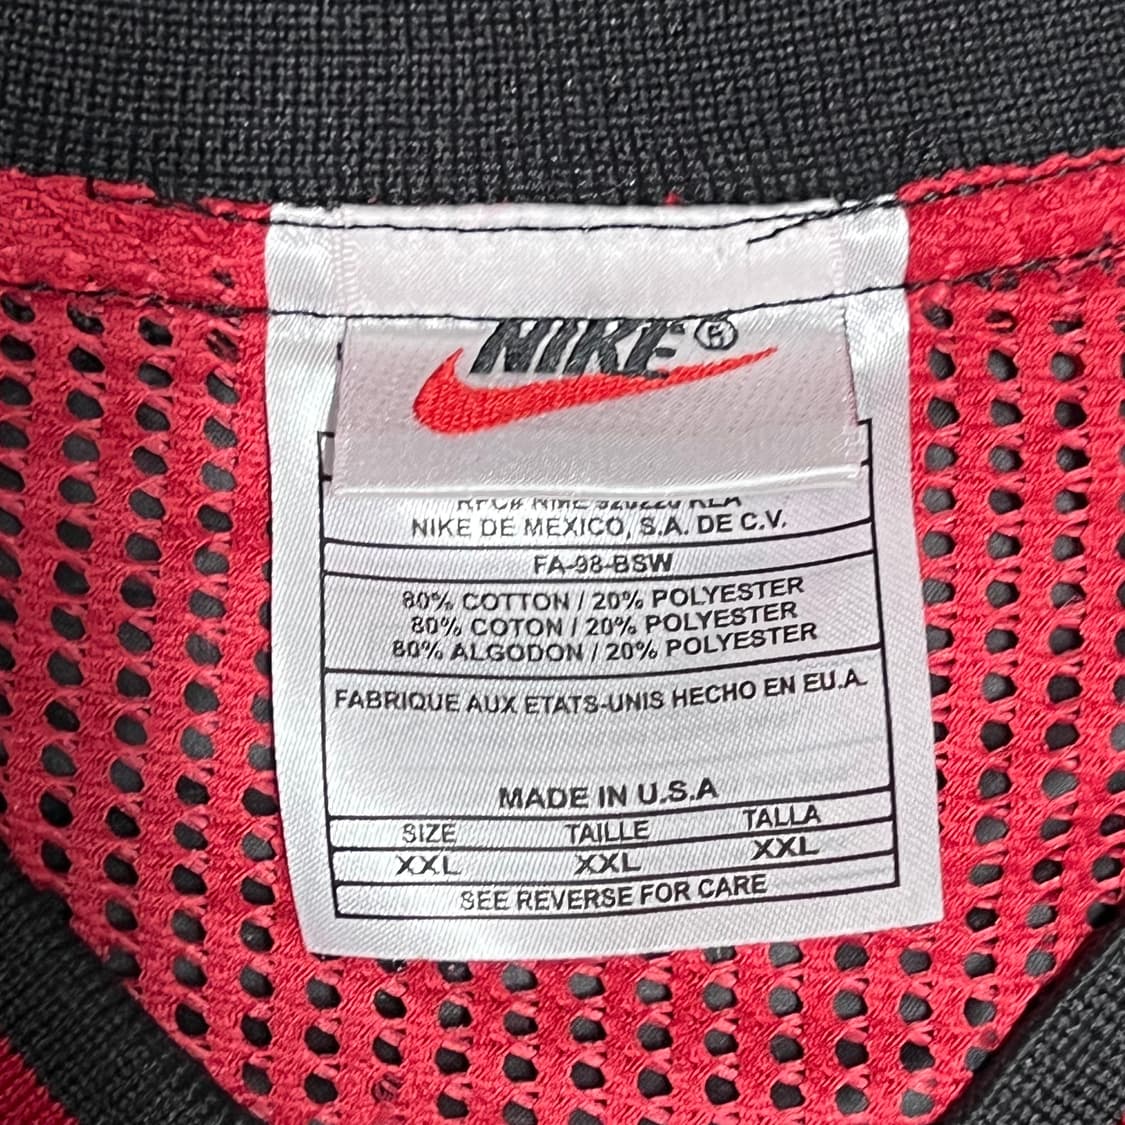 NIKE®
NIKE DE MEXICO, S.A. DE C.V.
FA-98-BSW
80% COTTON / 20% POLYESTER
80% COTON / 20% POLYESTER
80% ALGODON / 20% POLYESTER
FABRIQUE AUX ETATS-UNIS HECHO EN EU.A.
MADE IN U.S.A
SIZE TAILLE TALLA
XXL XXL XXL
SEE REVERSE FOR CARE